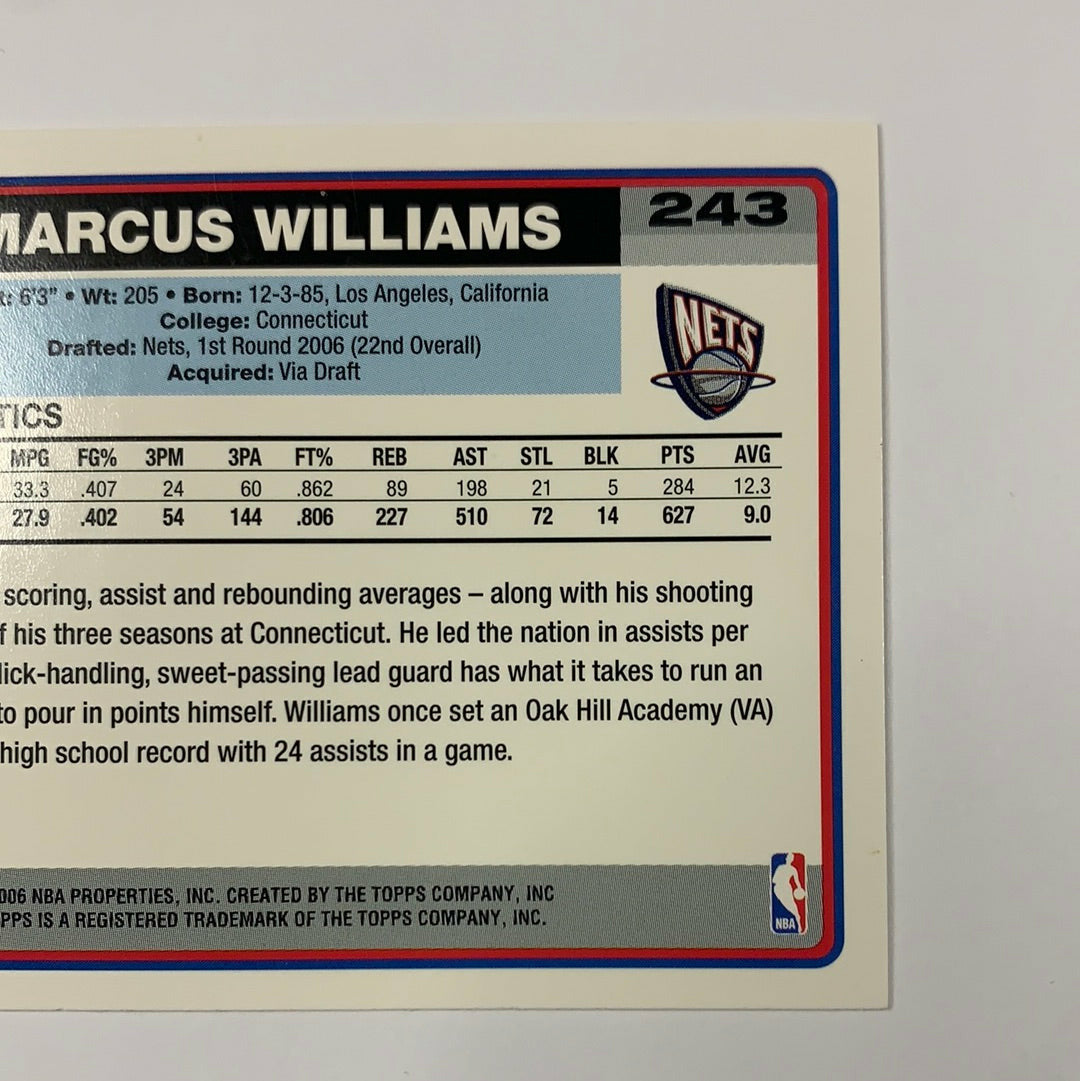 MARCUS WILLIAMS 243
6'3" • Wt: 205 • Born: 12-3-85, Los Angeles, California
College: Connecticut
Drafted: Nets, 1st Round 2006 (22nd Overall)
Acquired: Via Draft
NETS
TICS
MPG FG% 3PM 3PA FT% REB AST STL BLK PTS AVG
33.3 .407 24 60 .862 89 198 21 5 284 12.3
27.9 .402 54 144 .806 227 510 72 14 627 9.0
scoring, assist and rebounding averages – along with his shooting
f his three seasons at Connecticut. He led the nation in assists per
lick-handling, sweet-passing lead guard has what it takes to run an
to pour in points himself. Williams once set an Oak Hill Academy (VA)
high school record with 24 assists in a game.
006 NBA PROPERTIES, INC. CREATED BY THE TOPPS COMPANY, INC
PPS IS A REGISTERED TRADEMARK OF THE TOPPS COMPANY, INC.
NBA